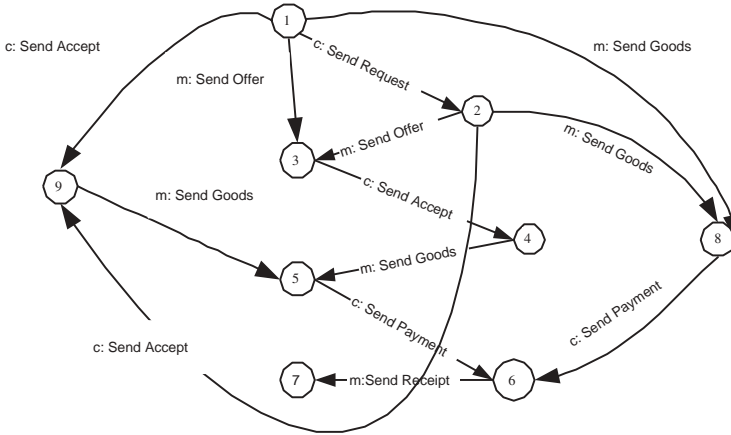 1
c: Send Accept
c: Send Request
m: Send Goods
m: Send Offer
2
m: Send Offer
m: Send Goods
3
9
c: Send Accept
m: Send Goods
4
8
m: Send Goods
5
c: Send Payment
c: Send Payment
c: Send Accept
7
m:Send Receipt
6